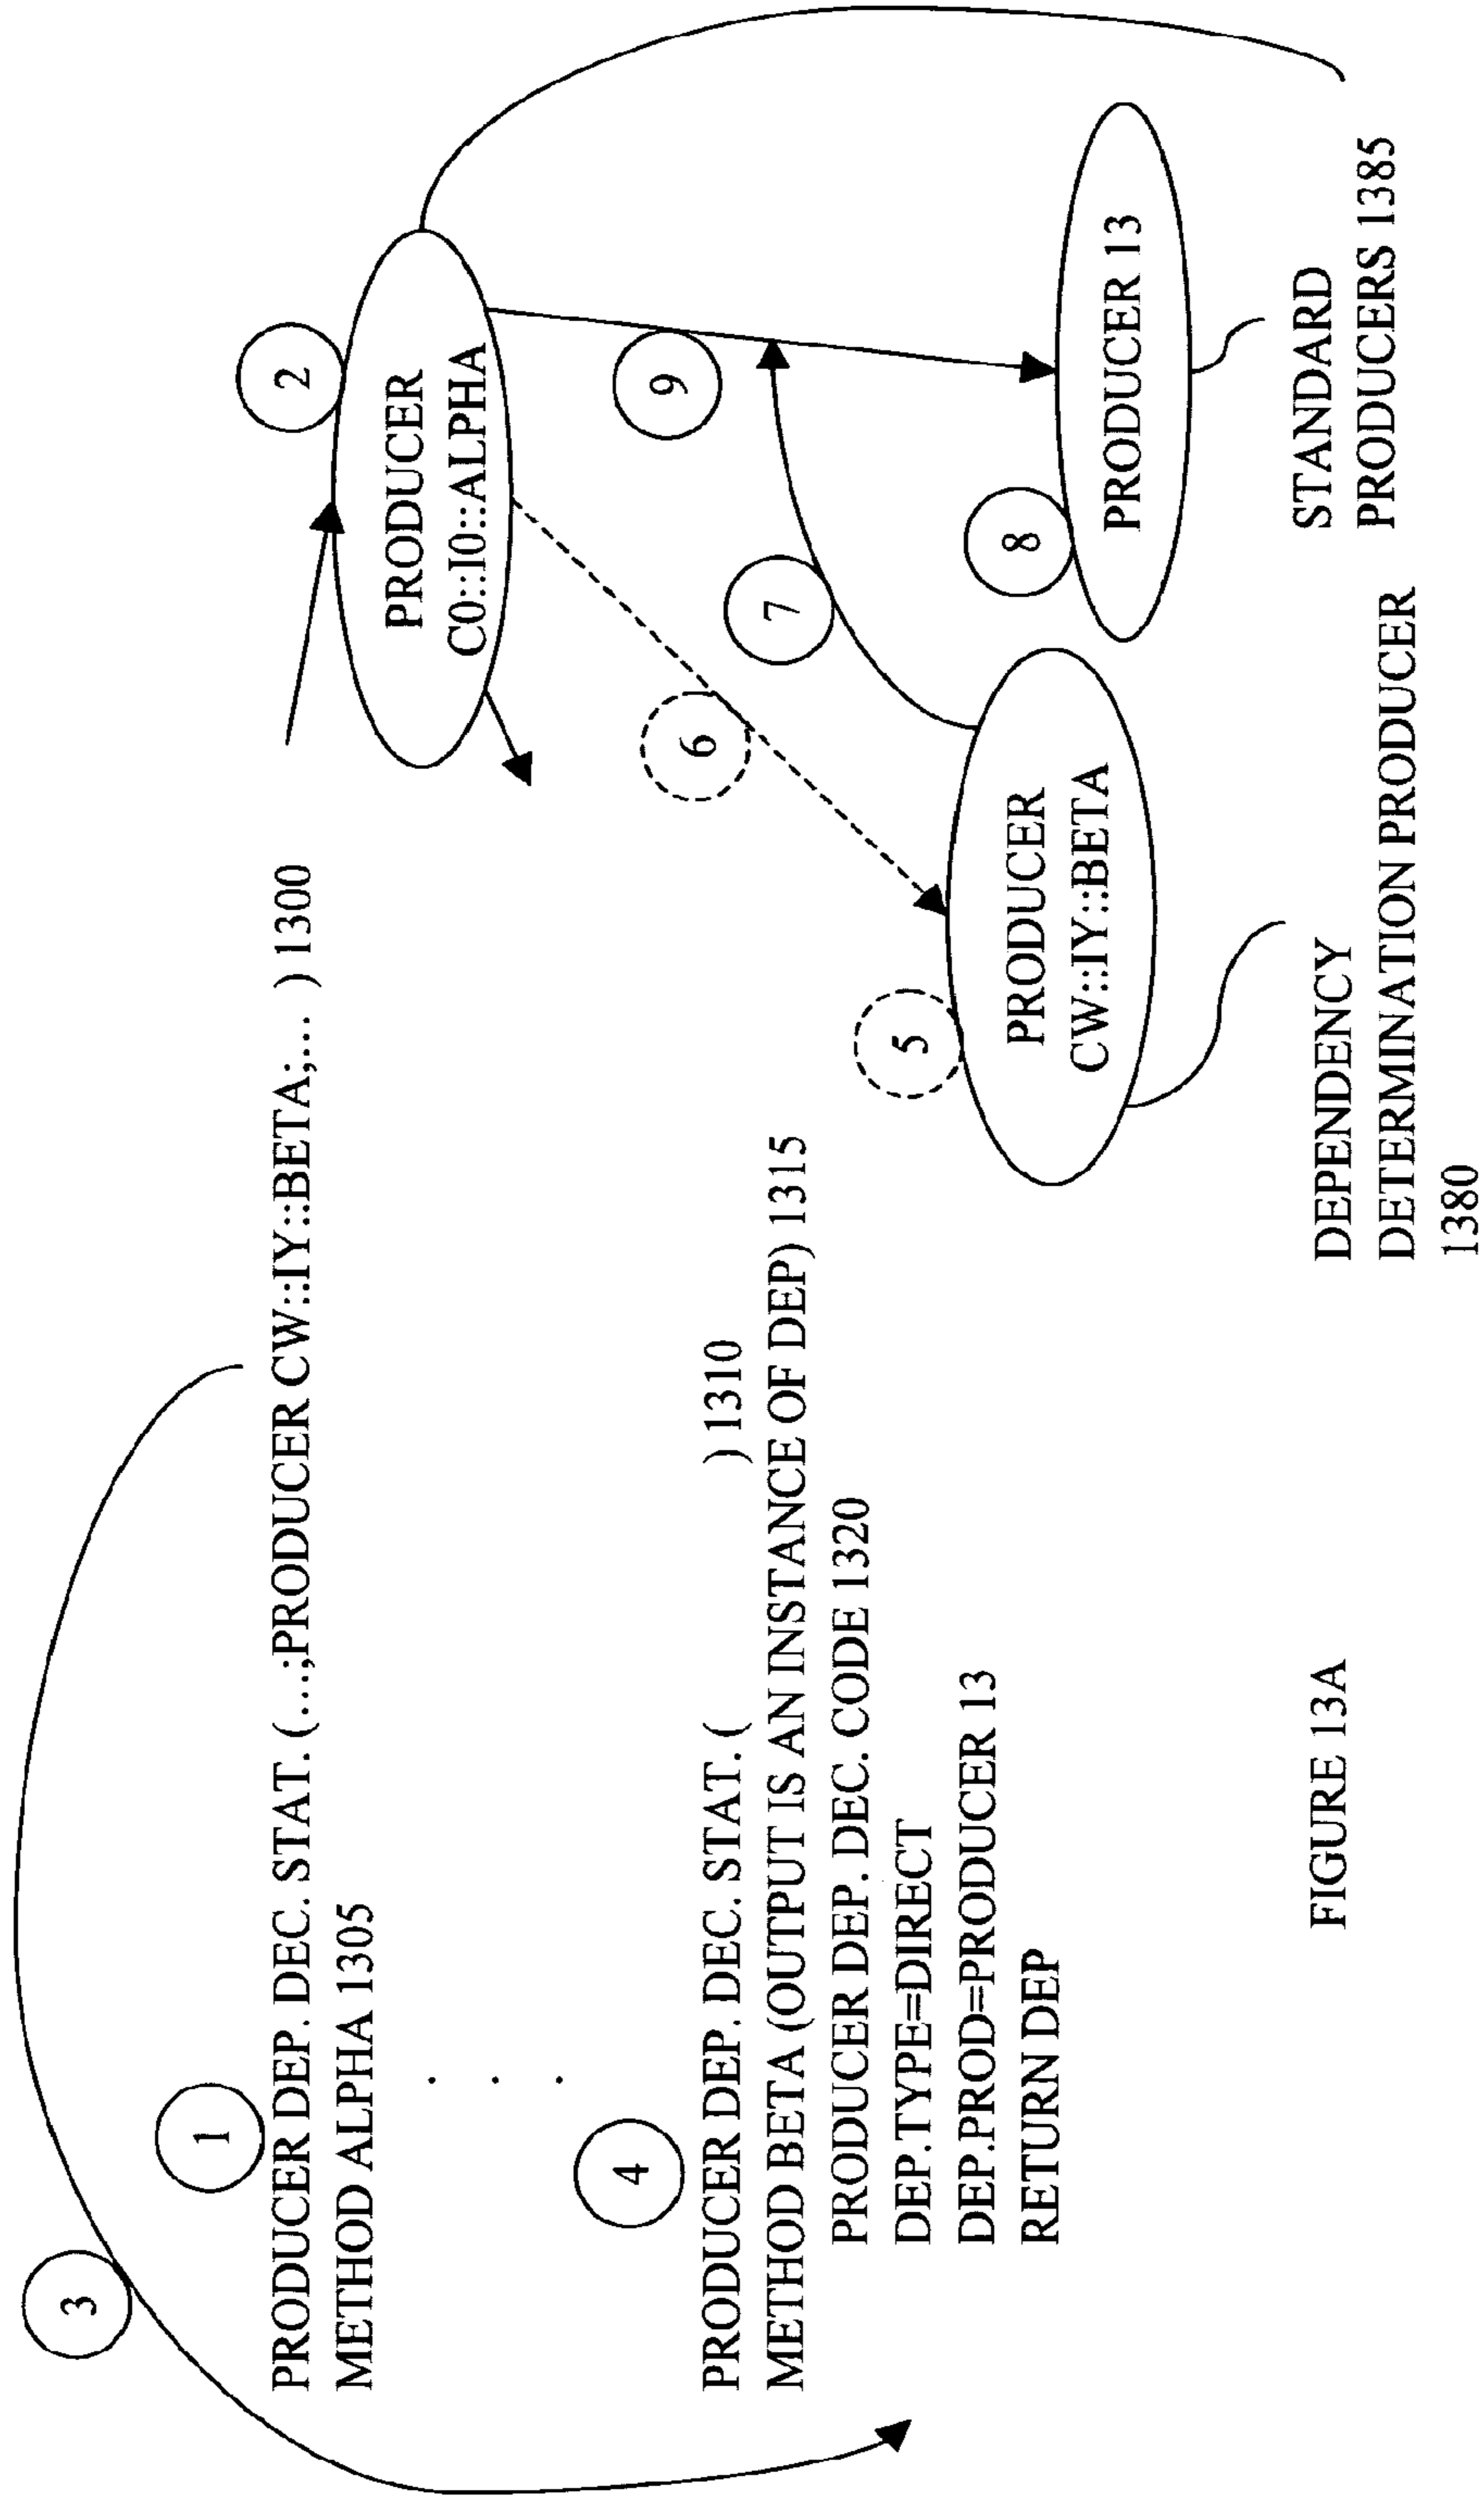 3
1
PRODUCER DEP. DEC. STAT. (...;PRODUCER CW::IY::BETA;... ) 1300
METHOD ALPHA 1305
.
.
.
4
PRODUCER DEP. DEC. STAT. ( ) 1310
METHOD BETA (OUTPUT IS AN INSTANCE OF DEP) 1315
PRODUCER DEP. DEC. CODE 1320
DEP.TYPE=DIRECT
DEP.PROD=PRODUCER 13
RETURN DEP
2
PRODUCER
C0::I0::ALPHA
9
6
7
5
PRODUCER
CW::IY::BETA
8
PRODUCER 13
DEPENDENCY
DETERMINATION PRODUCER
1380
STANDARD
PRODUCERS 1385
FIGURE 13A